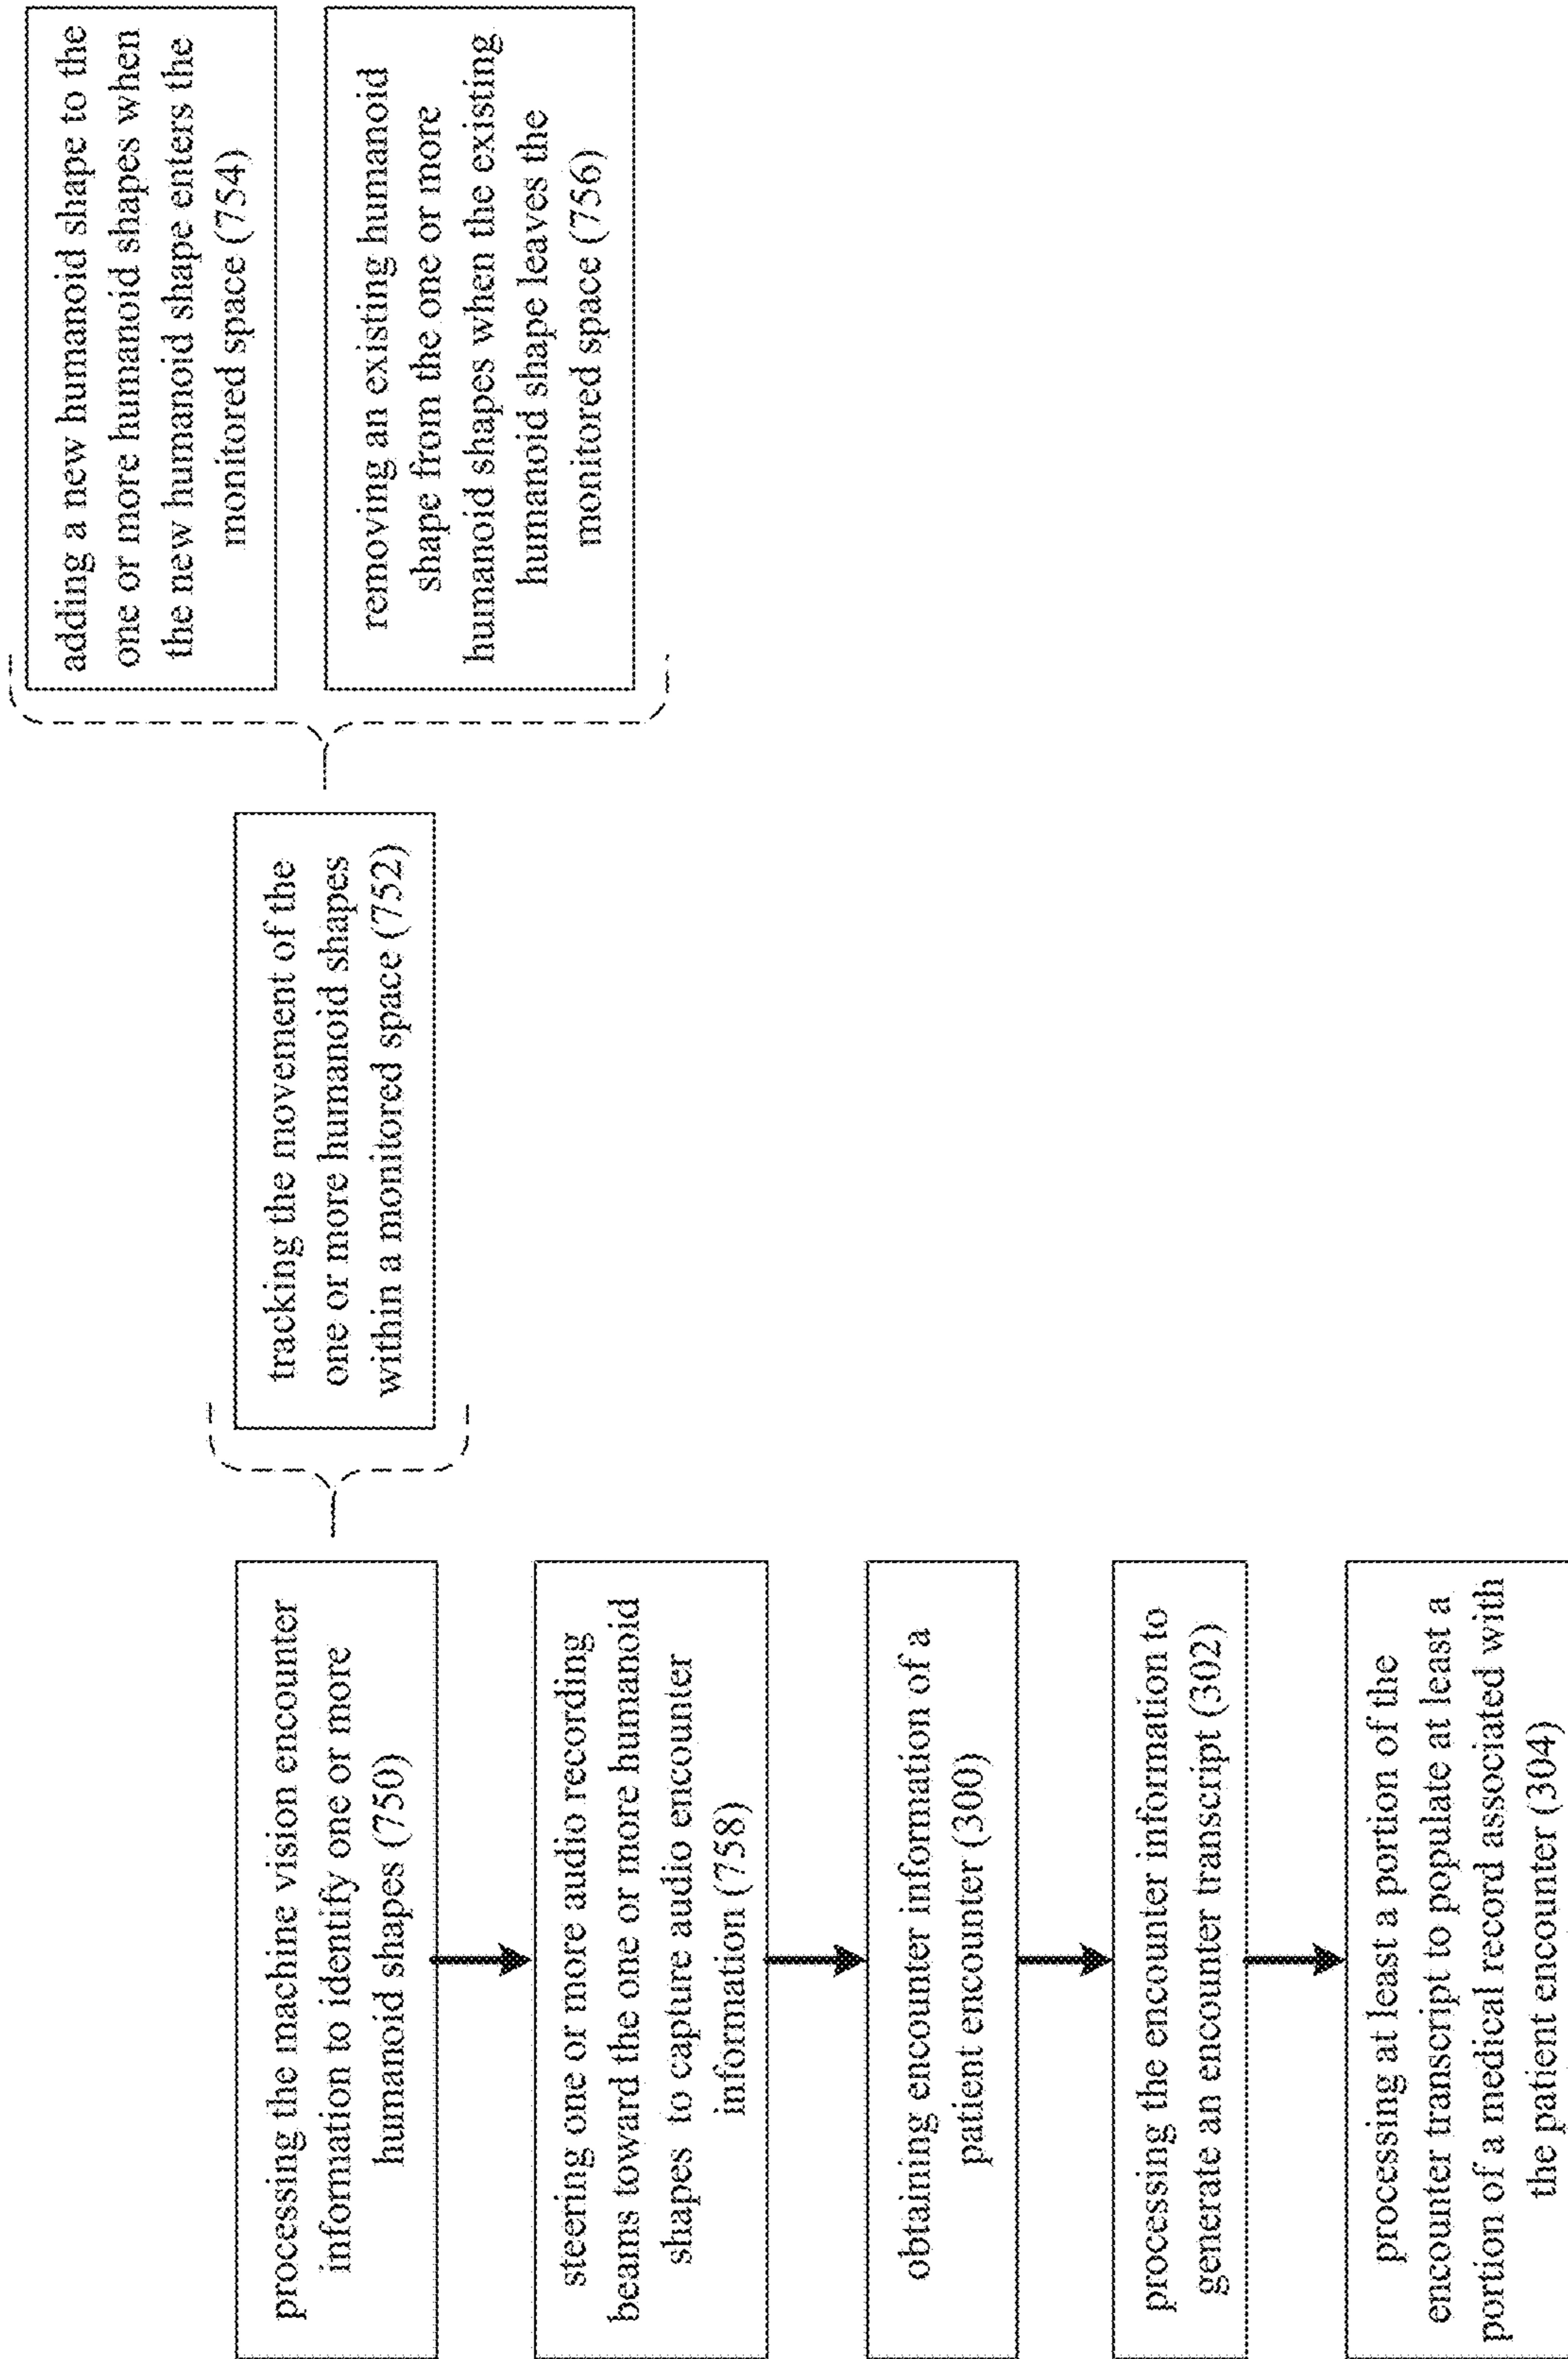 processing the machine vision encounter
information to identify one or more
humanoid shapes (750)
tracking the movement of the
one or more humanoid shapes
within a monitored space (752)
adding a new humanoid shape to the
one or more humanoid shapes when
the new humanoid shape enters the
monitored space (754)
removing an existing humanoid
shape from the one or more
humanoid shapes when the existing
humanoid shape leaves the
monitored space (756)
steering one or more audio recording
beams toward the one or more humanoid
shapes to capture audio encounter
information (758)
obtaining encounter information of a
patient encounter (300)
processing the encounter information to
generate an encounter transcript (302)
processing at least a portion of the
encounter transcript to populate at least a
portion of a medical record associated with
the patient encounter (304)